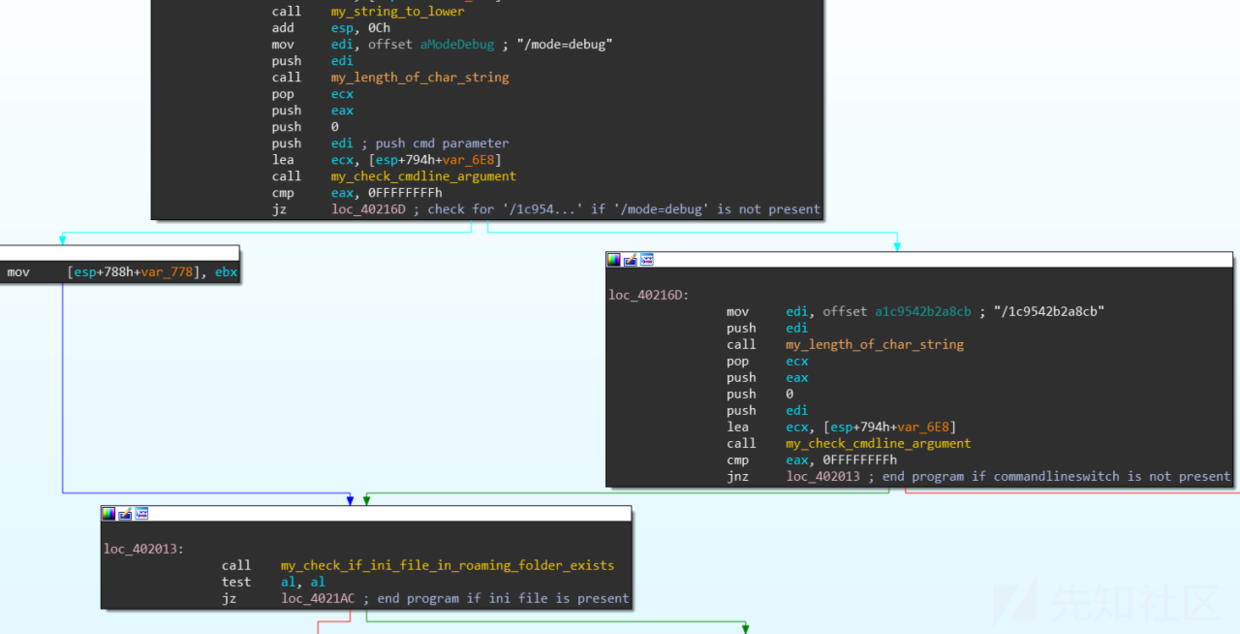 call my_string_to_lower
add esp, 0Ch
mov edi, offset aModeDebug ; "/mode=debug"
push edi
call my_length_of_char_string
pop ecx
push eax
push 0
push edi ; push cmd parameter
lea ecx, [esp+794h+var_6E8]
call my_check_cmdline_argument
cmp eax, 0FFFFFFFFh
jz loc_40216D ; check for '/1c954...' if '/mode=debug' is not present
mov [esp+788h+var_778], ebx
loc_40216D:
mov edi, offset a1c9542b2a8cb ; "/1c9542b2a8cb"
push edi
call my_length_of_char_string
pop ecx
push eax
push 0
push edi
lea ecx, [esp+794h+var_6E8]
call my_check_cmdline_argument
cmp eax, 0FFFFFFFFh
jnz loc_402013 ; end program if commandlineswitch is not present
loc_402013:
call my_check_if_ini_file_in_roaming_folder_exists
test al, al
jz loc_4021AC ; end program if ini file is present
先知社区